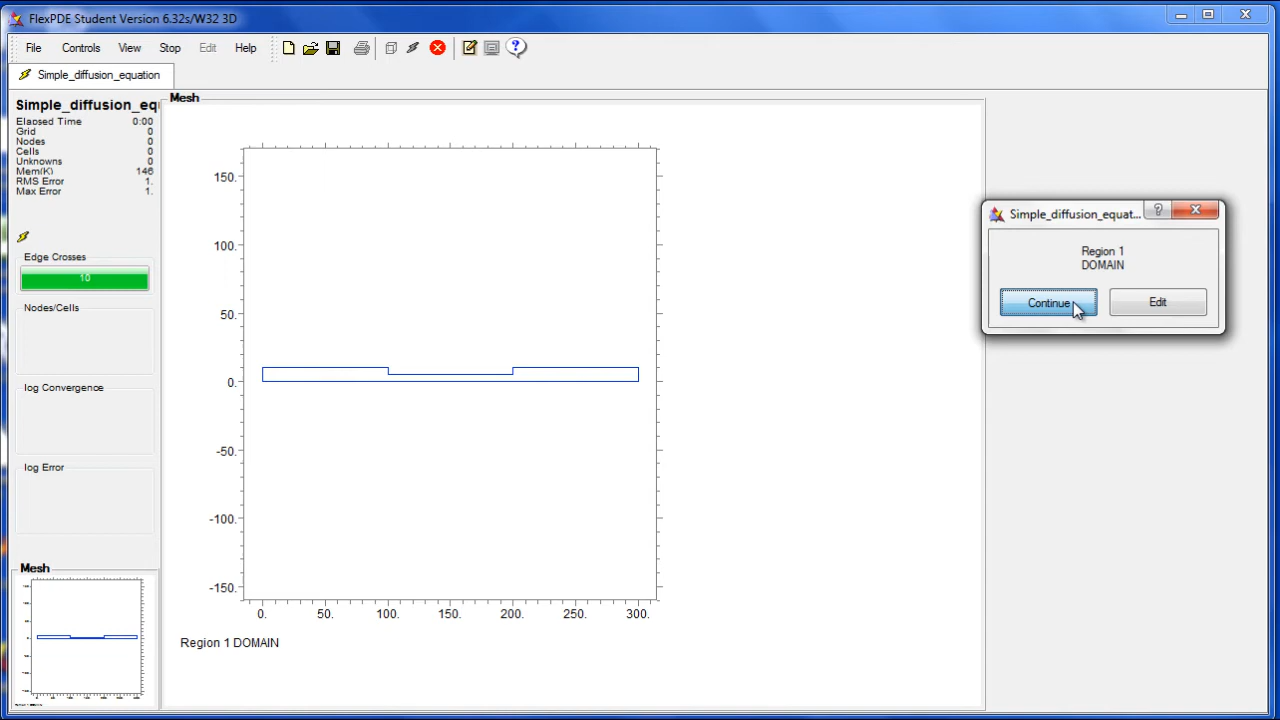 FlexPDE Student Version 6.32s/W32 3D
File Controls View Stop Edit Help
Simple_diffusion_equation
Simple_diffusion_eq
Elapsed Time 0:00
Grid 0
Nodes 0
Cells 0
Unknowns 0
Mem(K) 146
RMS Error 1.
Max Error 1.
Edge Crosses
10
Nodes/Cells
log Convergence
log Error
Mesh
Mesh
150.
100.
50.
0.
-50.
-100.
-150.
0. 50. 100. 150. 200. 250. 300.
Region 1 DOMAIN
Simple_diffusion_equat...
Region 1
DOMAIN
Continue Edit